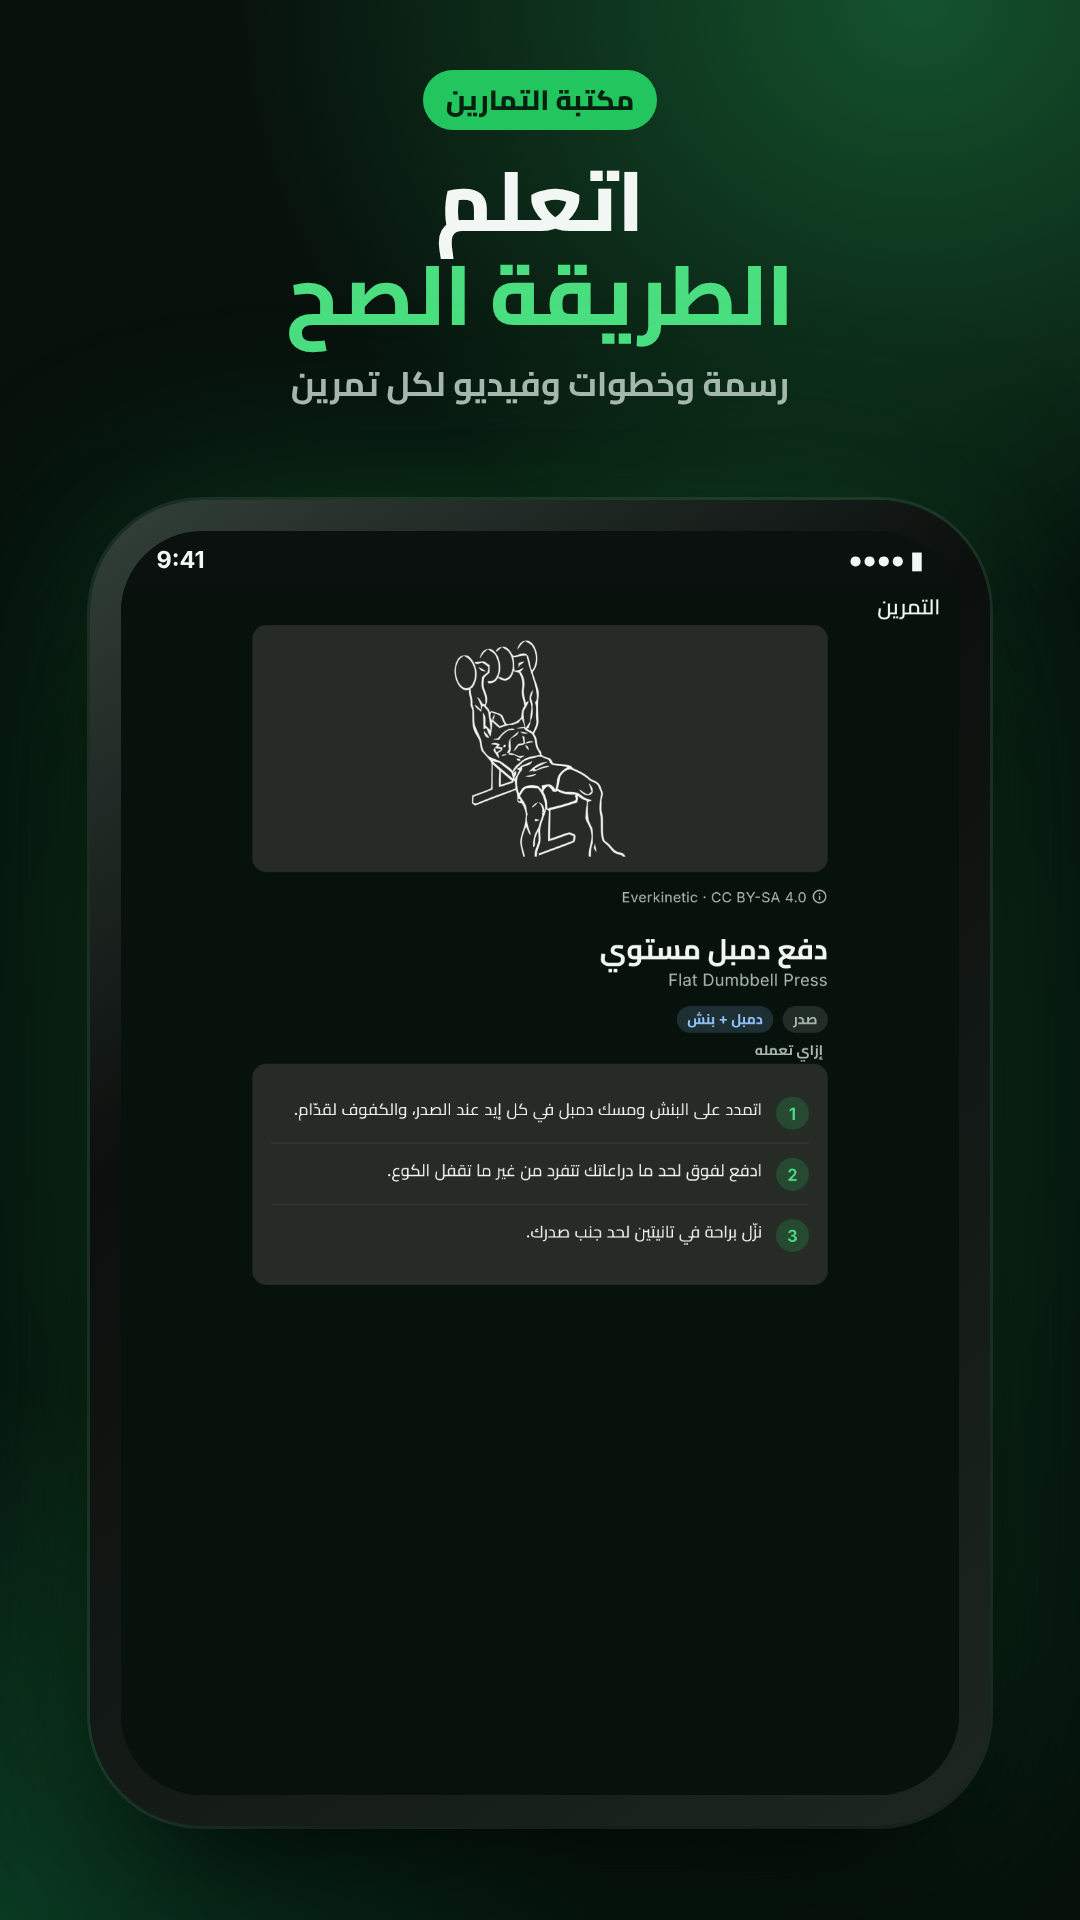 مكتبة التمارين
اتعلم
الطريقة الصح
رسمة وخطوات وفيديو لكل تمرين
9:41
التمرين
Everkinetic · CC BY-SA 4.0
دفع دمبل مستوي
Flat Dumbbell Press
صدر
دمبل + بنش
إزاي تعمله
1 اتمدد على البنش ومسك دمبل في كل إيد عند الصدر، والكفوف لقدّام.
2 ادفع لفوق لحد ما دراعاتك تتفرد من غير ما تقفل الكوع.
3 نزّل براحة في تانيتين لحد جنب صدرك.